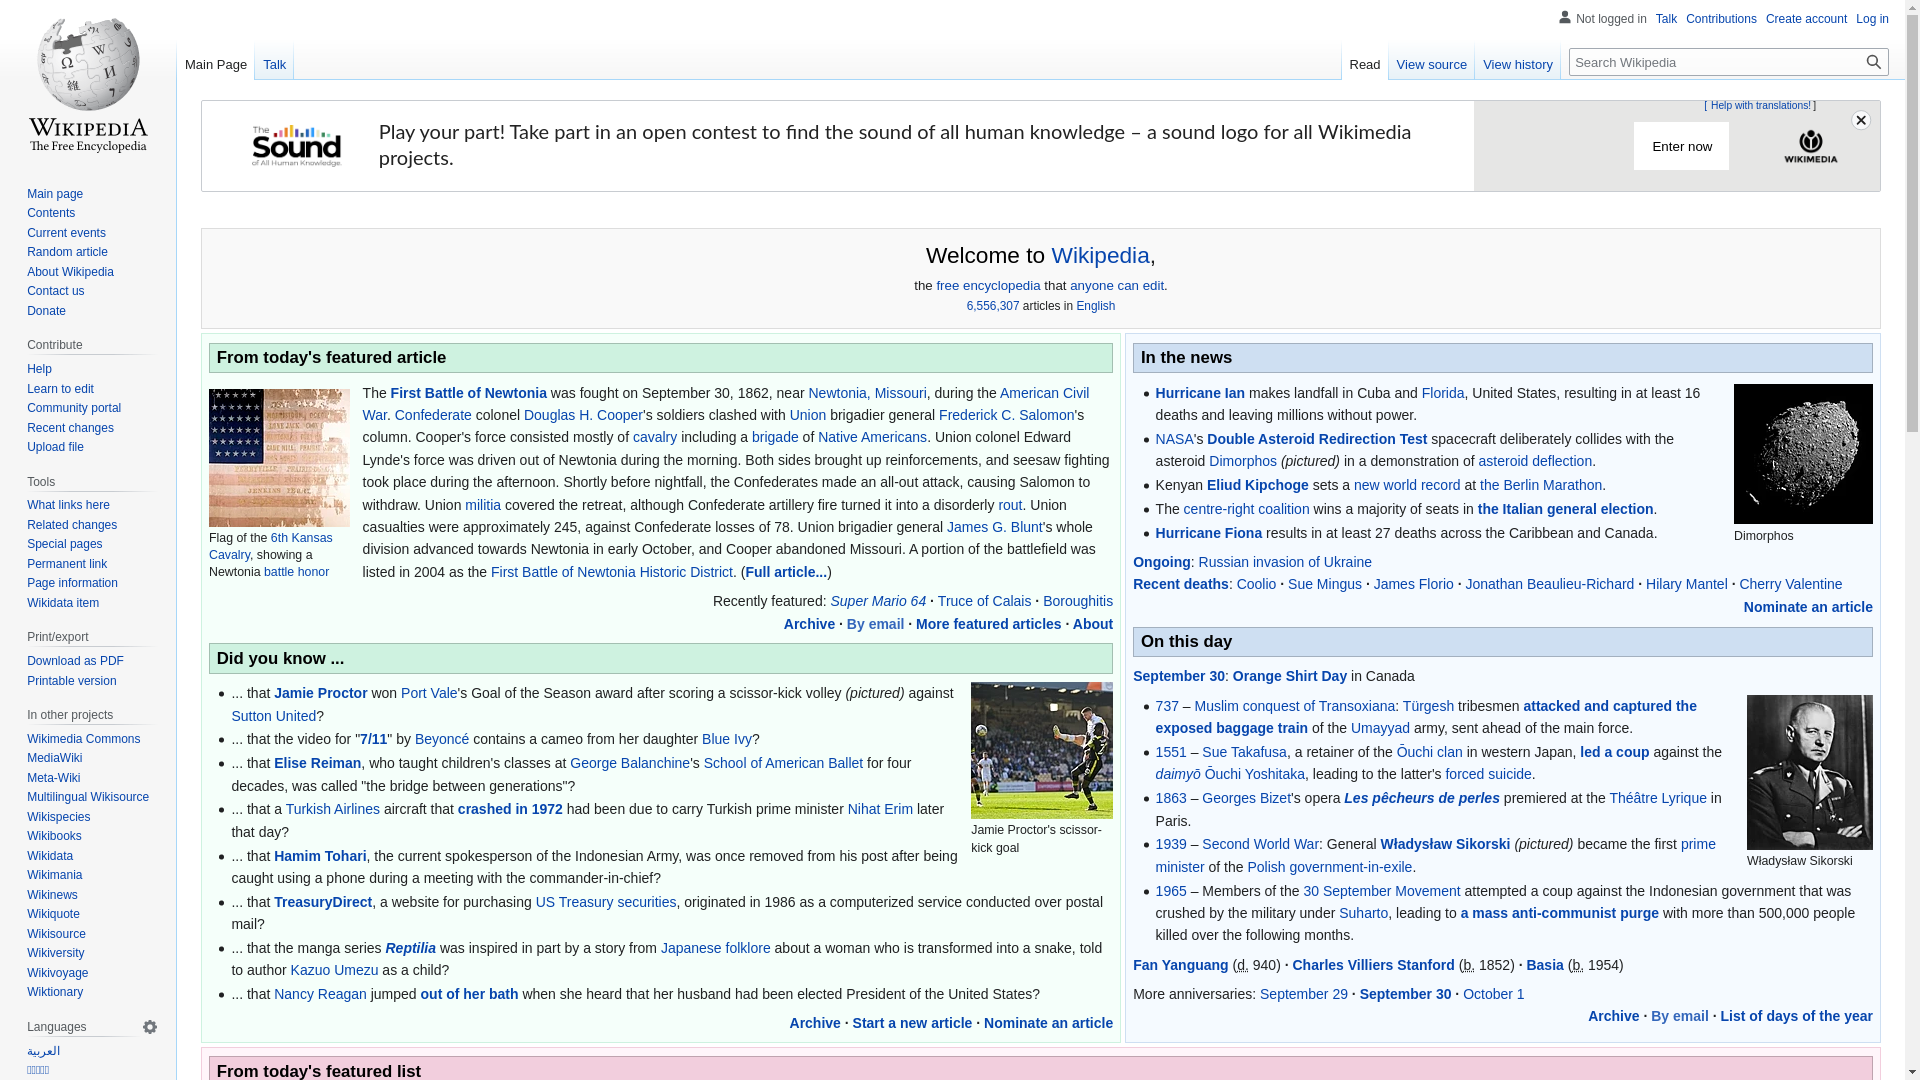 Not logged in Talk Contributions Create account Log in
Main Page Talk
Read View source View history Search Wikipedia
WIKIPEDIA
The Free Encyclopedia
Main page
Contents
Current events
Random article
About Wikipedia
Contact us
Donate
Contribute
Help
Learn to edit
Community portal
Recent changes
Upload file
Tools
What links here
Related changes
Special pages
Permanent link
Page information
Wikidata item
Print/export
Download as PDF
Printable version
In other projects
Wikimedia Commons
MediaWiki
Meta-Wiki
Multilingual Wikisource
Wikispecies
Wikibooks
Wikidata
Wikimania
Wikinews
Wikiquote
Wikisource
Wikiversity
Wikivoyage
Wiktionary
Languages
العربية
The
Sound
of All Human Knowledge
Play your part! Take part in an open contest to find the sound of all human knowledge – a sound logo for all Wikimedia
projects.
[ Help with translations! ]
Enter now
WIKIMEDIA
Welcome to Wikipedia,
the free encyclopedia that anyone can edit.
6,556,307 articles in English
From today's featured article
Flag of the 6th Kansas
Cavalry, showing a
Newtonia battle honor
The First Battle of Newtonia was fought on September 30, 1862, near Newtonia, Missouri, during the American Civil
War. Confederate colonel Douglas H. Cooper's soldiers clashed with Union brigadier general Frederick C. Salomon's
column. Cooper's force consisted mostly of cavalry including a brigade of Native Americans. Union colonel Edward
Lynde's force was driven out of Newtonia during the morning. Both sides brought up reinforcements, and seesaw fighting
took place during the afternoon. Shortly before nightfall, the Confederates made an all-out attack, causing Salomon to
withdraw. Union militia covered the retreat, although Confederate artillery fire turned it into a disorderly rout. Union
casualties were approximately 245, against Confederate losses of 78. Union brigadier general James G. Blunt's whole
division advanced towards Newtonia in early October, and Cooper abandoned Missouri. A portion of the battlefield was
listed in 2004 as the First Battle of Newtonia Historic District. (Full article...)
Recently featured: Super Mario 64 · Truce of Calais · Boroughitis
Archive · By email · More featured articles · About
Did you know ...
... that Jamie Proctor won Port Vale's Goal of the Season award after scoring a scissor-kick volley (pictured) against
Sutton United?
... that the video for "7/11" by Beyoncé contains a cameo from her daughter Blue Ivy?
... that Elise Reiman, who taught children's classes at George Balanchine's School of American Ballet for four
decades, was called "the bridge between generations"?
... that a Turkish Airlines aircraft that crashed in 1972 had been due to carry Turkish prime minister Nihat Erim later
that day?
... that Hamim Tohari, the current spokesperson of the Indonesian Army, was once removed from his post after being
caught using a phone during a meeting with the commander-in-chief?
... that TreasuryDirect, a website for purchasing US Treasury securities, originated in 1986 as a computerized service conducted over postal
mail?
... that the manga series Reptilia was inspired in part by a story from Japanese folklore about a woman who is transformed into a snake, told
to author Kazuo Umezu as a child?
... that Nancy Reagan jumped out of her bath when she heard that her husband had been elected President of the United States?
Jamie Proctor's scissor-
kick goal
Archive · Start a new article · Nominate an article
In the news
Hurricane Ian makes landfall in Cuba and Florida, United States, resulting in at least 16
deaths and leaving millions without power.
NASA's Double Asteroid Redirection Test spacecraft deliberately collides with the
asteroid Dimorphos (pictured) in a demonstration of asteroid deflection.
Kenyan Eliud Kipchoge sets a new world record at the Berlin Marathon.
The centre-right coalition wins a majority of seats in the Italian general election.
Hurricane Fiona results in at least 27 deaths across the Caribbean and Canada.
Dimorphos
Ongoing: Russian invasion of Ukraine
Recent deaths: Coolio · Sue Mingus · James Florio · Jonathan Beaulieu-Richard · Hilary Mantel · Cherry Valentine
Nominate an article
On this day
September 30: Orange Shirt Day in Canada
737 – Muslim conquest of Transoxiana: Türgesh tribesmen attacked and captured the
exposed baggage train of the Umayyad army, sent ahead of the main force.
1551 – Sue Takafusa, a retainer of the Ōuchi clan in western Japan, led a coup against the
daimyō Ōuchi Yoshitaka, leading to the latter's forced suicide.
1863 – Georges Bizet's opera Les pêcheurs de perles premiered at the Théâtre Lyrique in
Paris.
1939 – Second World War: General Władysław Sikorski (pictured) became the first prime
minister of the Polish government-in-exile.
1965 – Members of the 30 September Movement attempted a coup against the Indonesian government that was
crushed by the military under Suharto, leading to a mass anti-communist purge with more than 500,000 people
killed over the following months.
Władysław Sikorski
Fan Yanguang (d. 940) · Charles Villiers Stanford (b. 1852) · Basia (b. 1954)
More anniversaries: September 29 · September 30 · October 1
Archive · By email · List of days of the year
From today's featured list